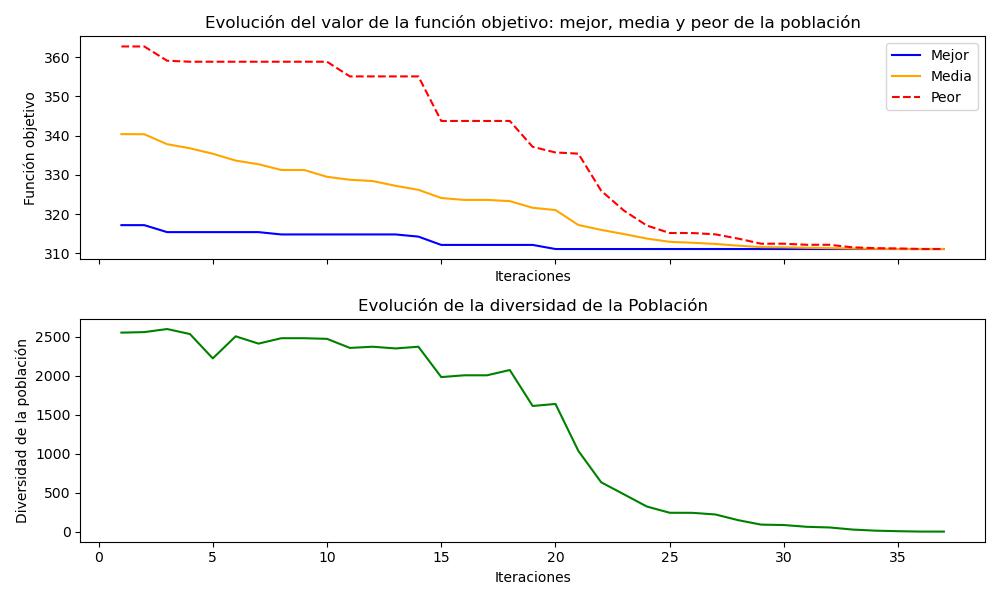 Evolución del valor de la función objetivo: mejor, media y peor de la población
Función objetivo
360
350
340
330
320
310
Mejor
Media
Peor
Iteraciones
Evolución de la diversidad de la Población
Diversidad de la población
2500
2000
1500
1000
500
0
0 5 10 15 20 25 30 35
Iteraciones